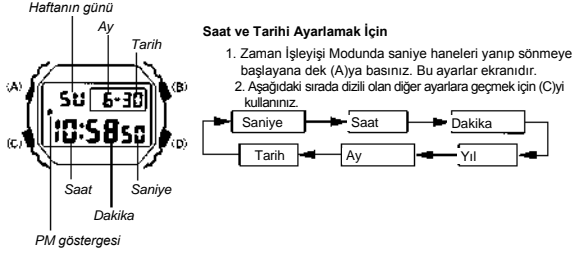 Haftanın günü
Ay
Tarih
(A)
(B)
SU 6-30
10:58 50
(C)
(D)
Saat
Saniye
Dakika
PM göstergesi
Saat ve Tarihi Ayarlamak İçin
1. Zaman İşleyişi Modunda saniye haneleri yanıp sönmeye
başlayana dek (A)ya basınız. Bu ayarlar ekranıdır.
2. Aşağıdaki sırada dizili olan diğer ayarlara geçmek için (C)yi
kullanınız.
Saniye Saat Dakika
Tarih Ay Yıl